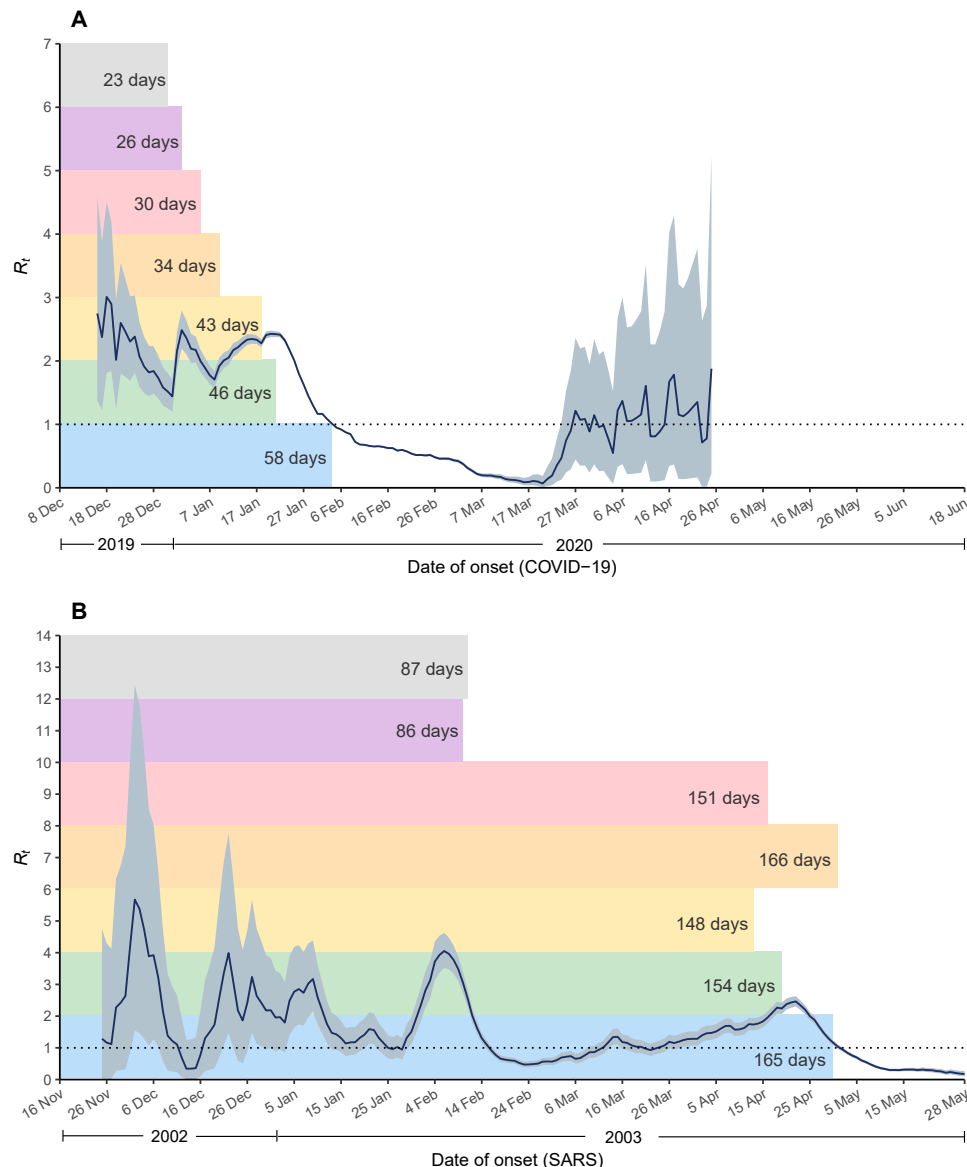 A
7
23 days
6
26 days
5
30 days
4
Rt
34 days
3
43 days
2
46 days
1
58 days
0
8 Dec 18 Dec 28 Dec 7 Jan 17 Jan 27 Jan 6 Feb 16 Feb 26 Feb 7 Mar 17 Mar 27 Mar 6 Apr 16 Apr 26 Apr 6 May 16 May 26 May 5 Jun 18 Jun
2019 2020
Date of onset (COVID−19)
B
14
13
87 days
12
11
86 days
10
9
151 days
8
Rt
7
166 days
6
5
148 days
4
3
154 days
2
1
165 days
0
16 Nov 26 Nov 6 Dec 16 Dec 26 Dec 5 Jan 15 Jan 25 Jan 4 Feb 14 Feb 24 Feb 6 Mar 16 Mar 26 Mar 5 Apr 15 Apr 25 Apr 5 May 15 May 28 May
2002 2003
Date of onset (SARS)